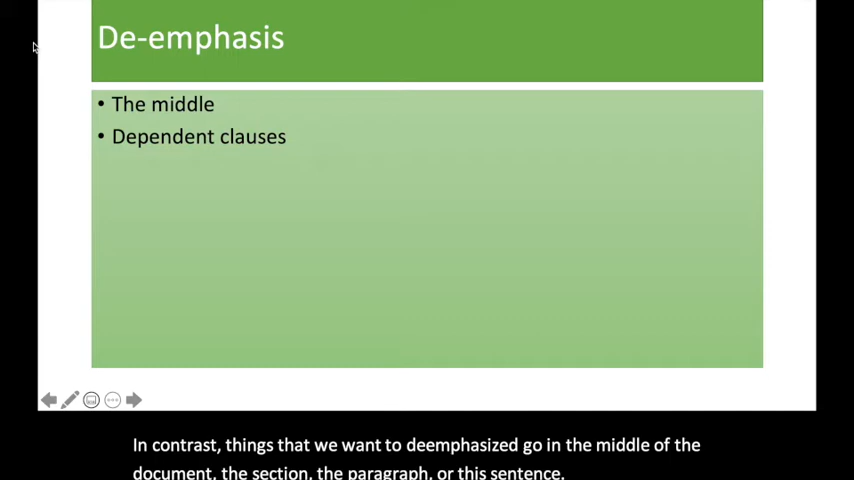 De-emphasis
• The middle
• Dependent clauses
In contrast, things that we want to deemphasized go in the middle of the
document, the section, the paragraph, or this sentence.